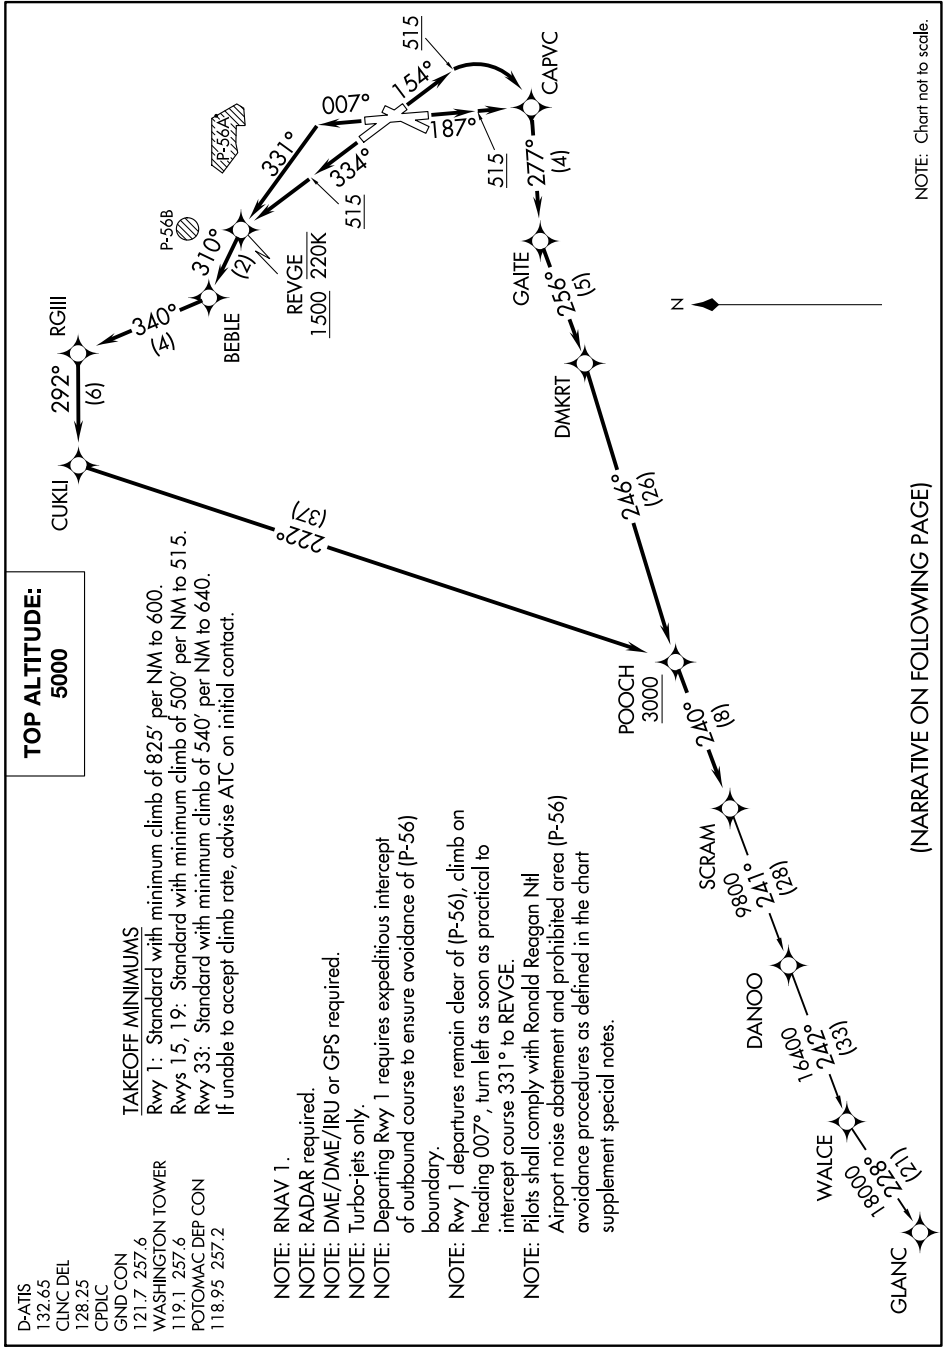 TOP ALTITUDE:
5000
D-ATIS
132.65
CLNC DEL
128.25
CPDLC
GND CON
121.7 257.6
WASHINGTON TOWER
119.1 257.6
POTOMAC DEP CON
118.95 257.2
TAKEOFF MINIMUMS
Rwy 1: Standard with minimum climb of 825' per NM to 600.
Rwys 15, 19: Standard with minimum climb of 500' per NM to 515.
Rwy 33: Standard with minimum climb of 540' per NM to 640.
If unable to accept climb rate, advise ATC on initial contact.
NOTE: RNAV 1.
NOTE: RADAR required.
NOTE: DME/DME/IRU or GPS required.
NOTE: Turbo-jets only.
NOTE: Departing Rwy 1 requires expeditious intercept
of outbound course to ensure avoidance of (P-56)
boundary.
NOTE: Rwy 1 departures remain clear of (P-56), climb on
heading 007°, turn left as soon as practical to
intercept course 331° to REVGE.
NOTE: Pilots shall comply with Ronald Reagan Ntl
Airport noise abatement and prohibited area (P-56)
avoidance procedures as defined in the chart
supplement special notes.
CUKLI
292°
(6)
RGIII
340°
(4)
BEBLE
310°
(2)
P-56B
P-56A
REVGE
1500 220K
331°
007°
334°
515
154°
515
187°
515
CAPVC
277°
(4)
GAITE
256°
(5)
DMKRT
246°
(26)
222°
(37)
POOCH
3000
240°
(8)
SCRAM
9800
241°
(28)
DANOO
16400
242°
(33)
WALCE
18000
228°
(21)
GLANC
N
NOTE: Chart not to scale.
(NARRATIVE ON FOLLOWING PAGE)